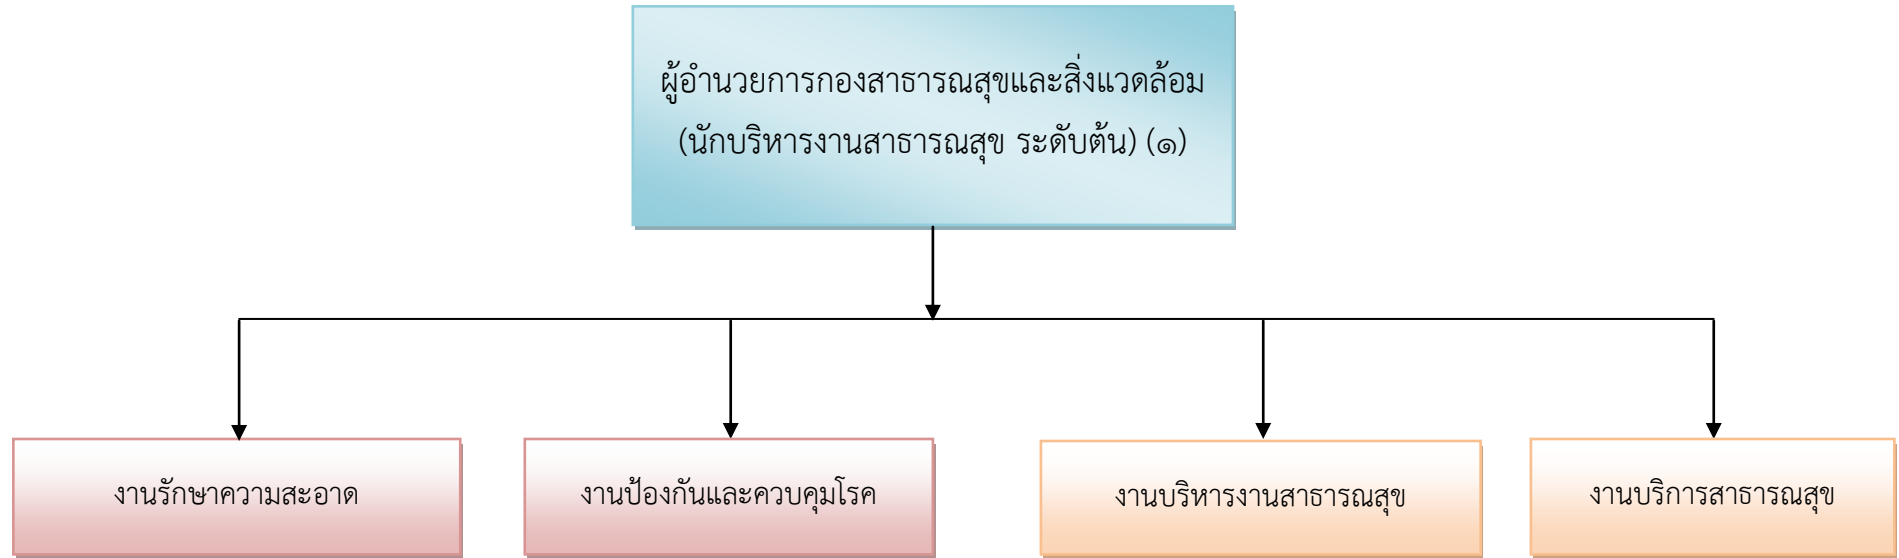 ผู้อำนวยการกองสาธารณสุขและสิ่งแวดล้อม
(นักบริหารงานสาธารณสุข ระดับต้น) (๑)
งานรักษาความสะอาด
งานป้องกันและควบคุมโรค
งานบริหารงานสาธารณสุข
งานบริการสาธารณสุข